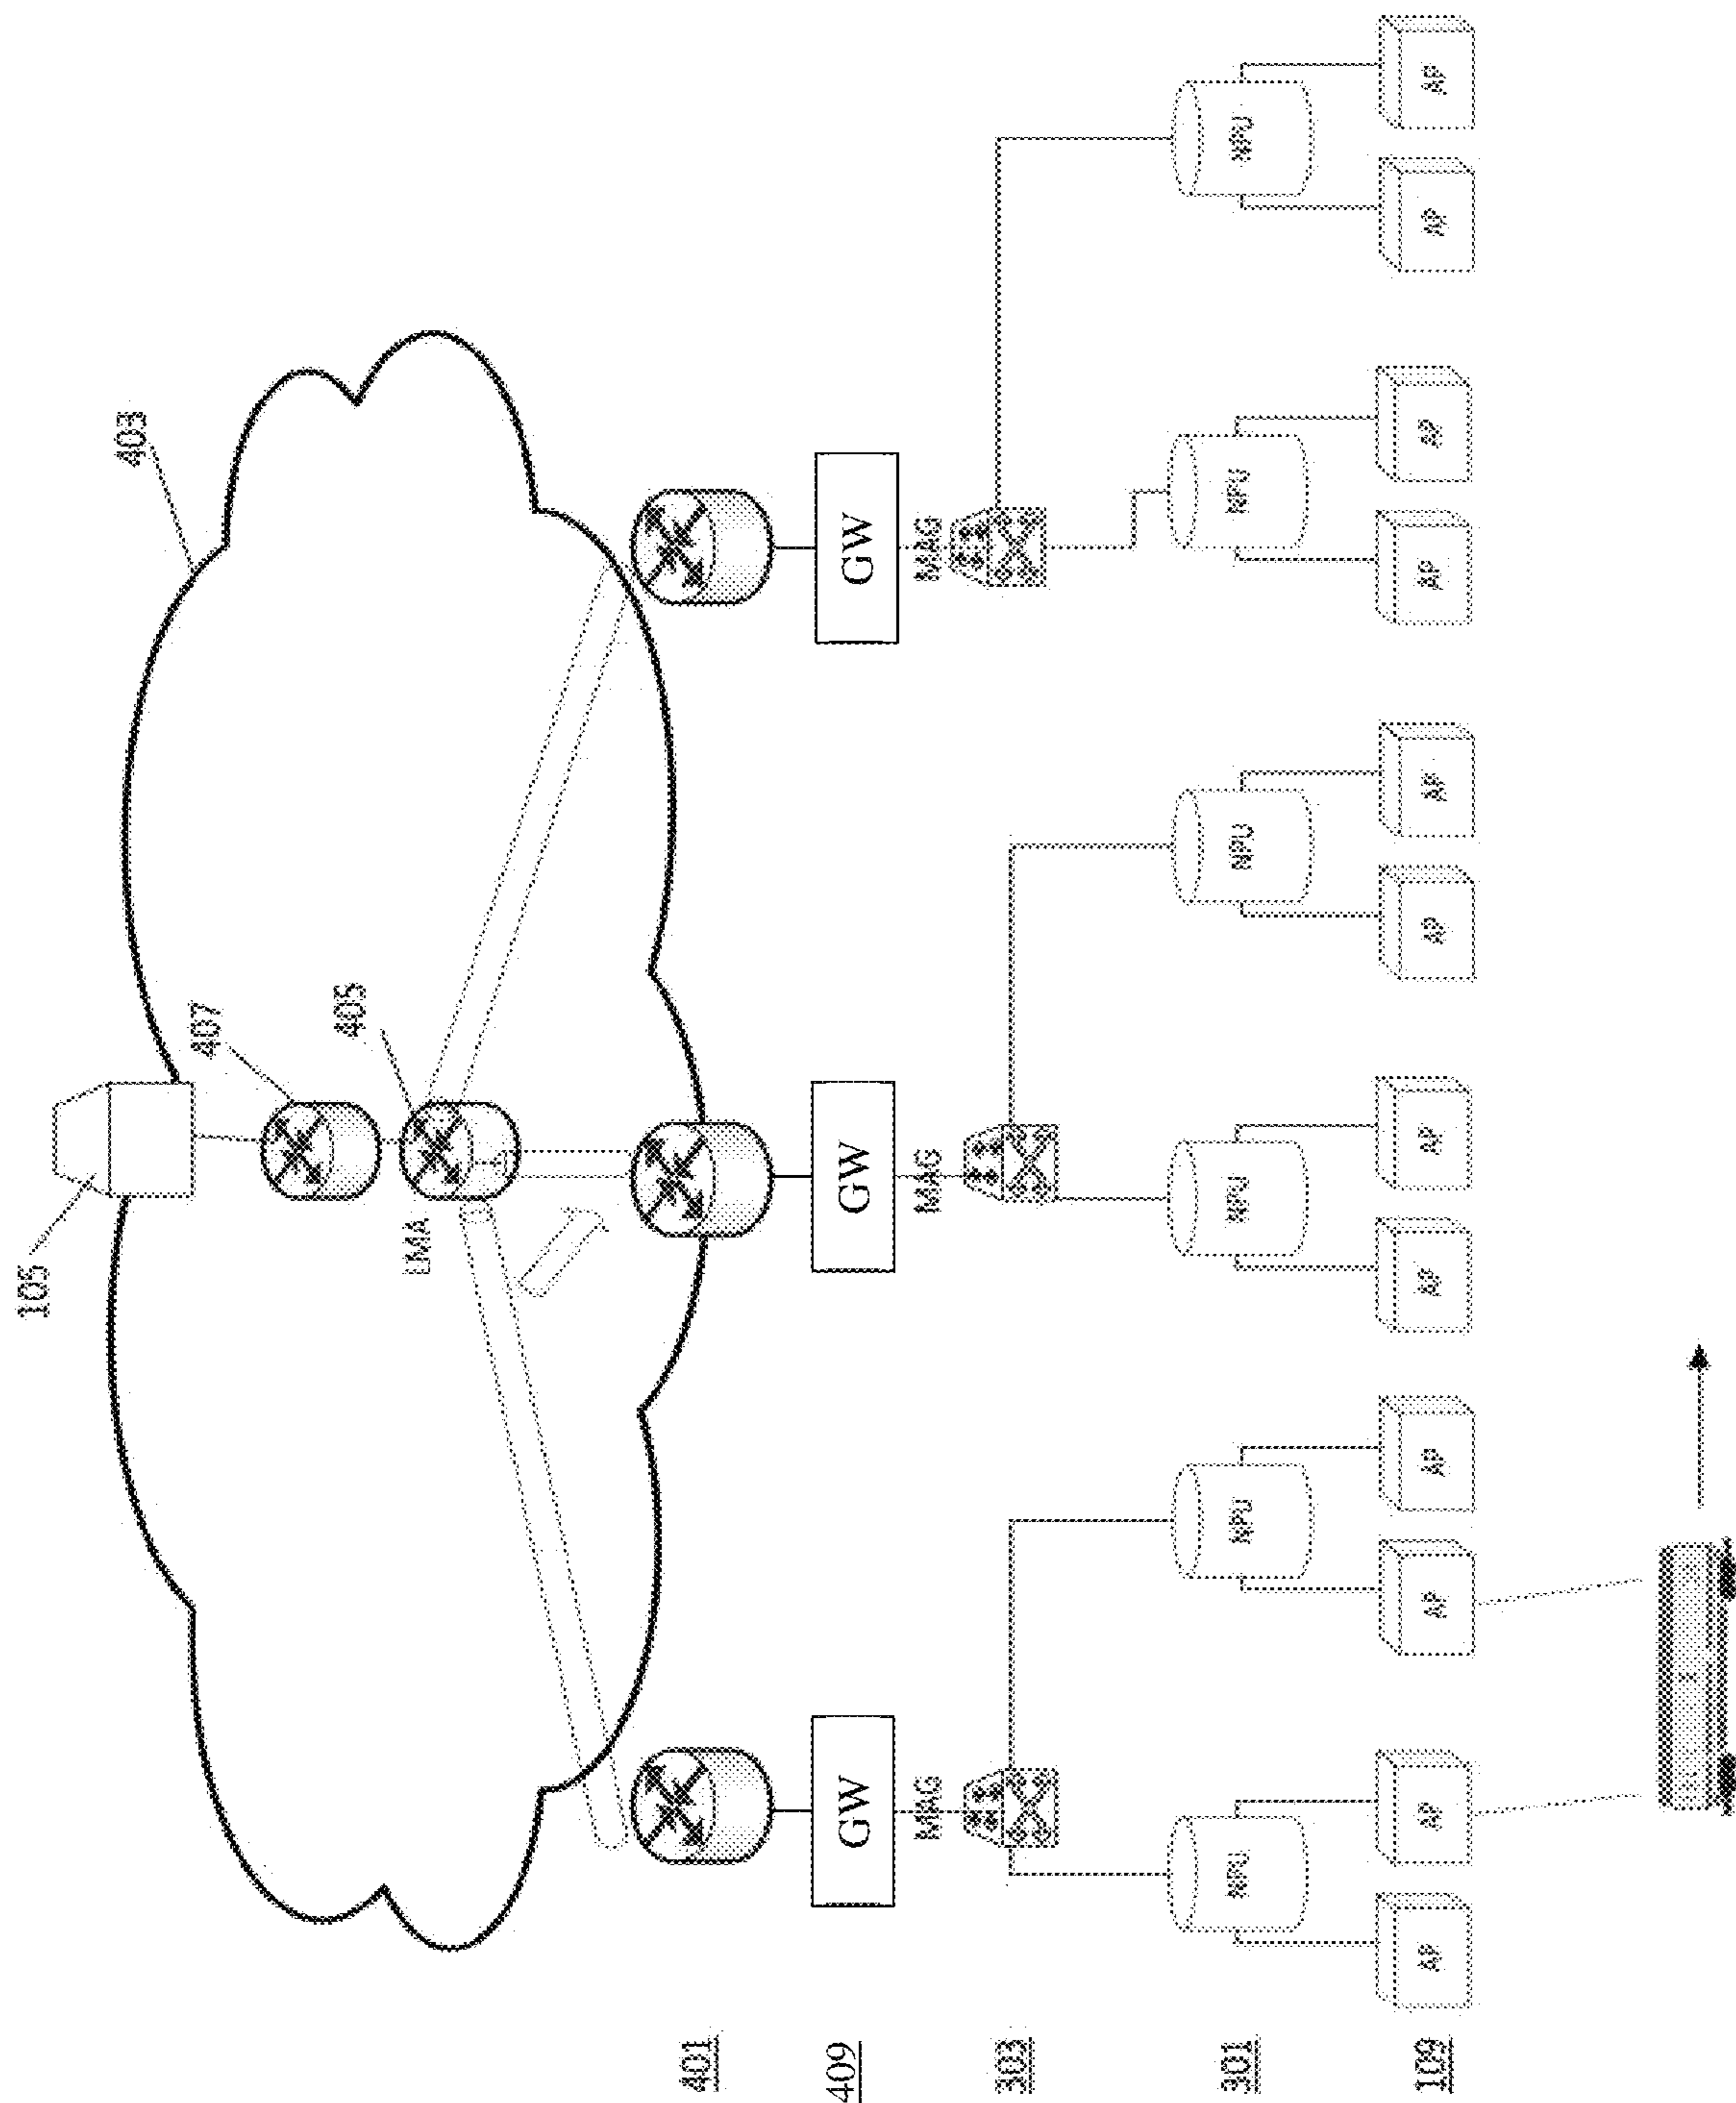 105
403
407
405
LMA
401
409 GW GW GW
MAG MAG MAG
303
301 NPU NPU NPU NPU NPU NPU
109 AP AP AP AP AP AP AP AP AP AP AP AP